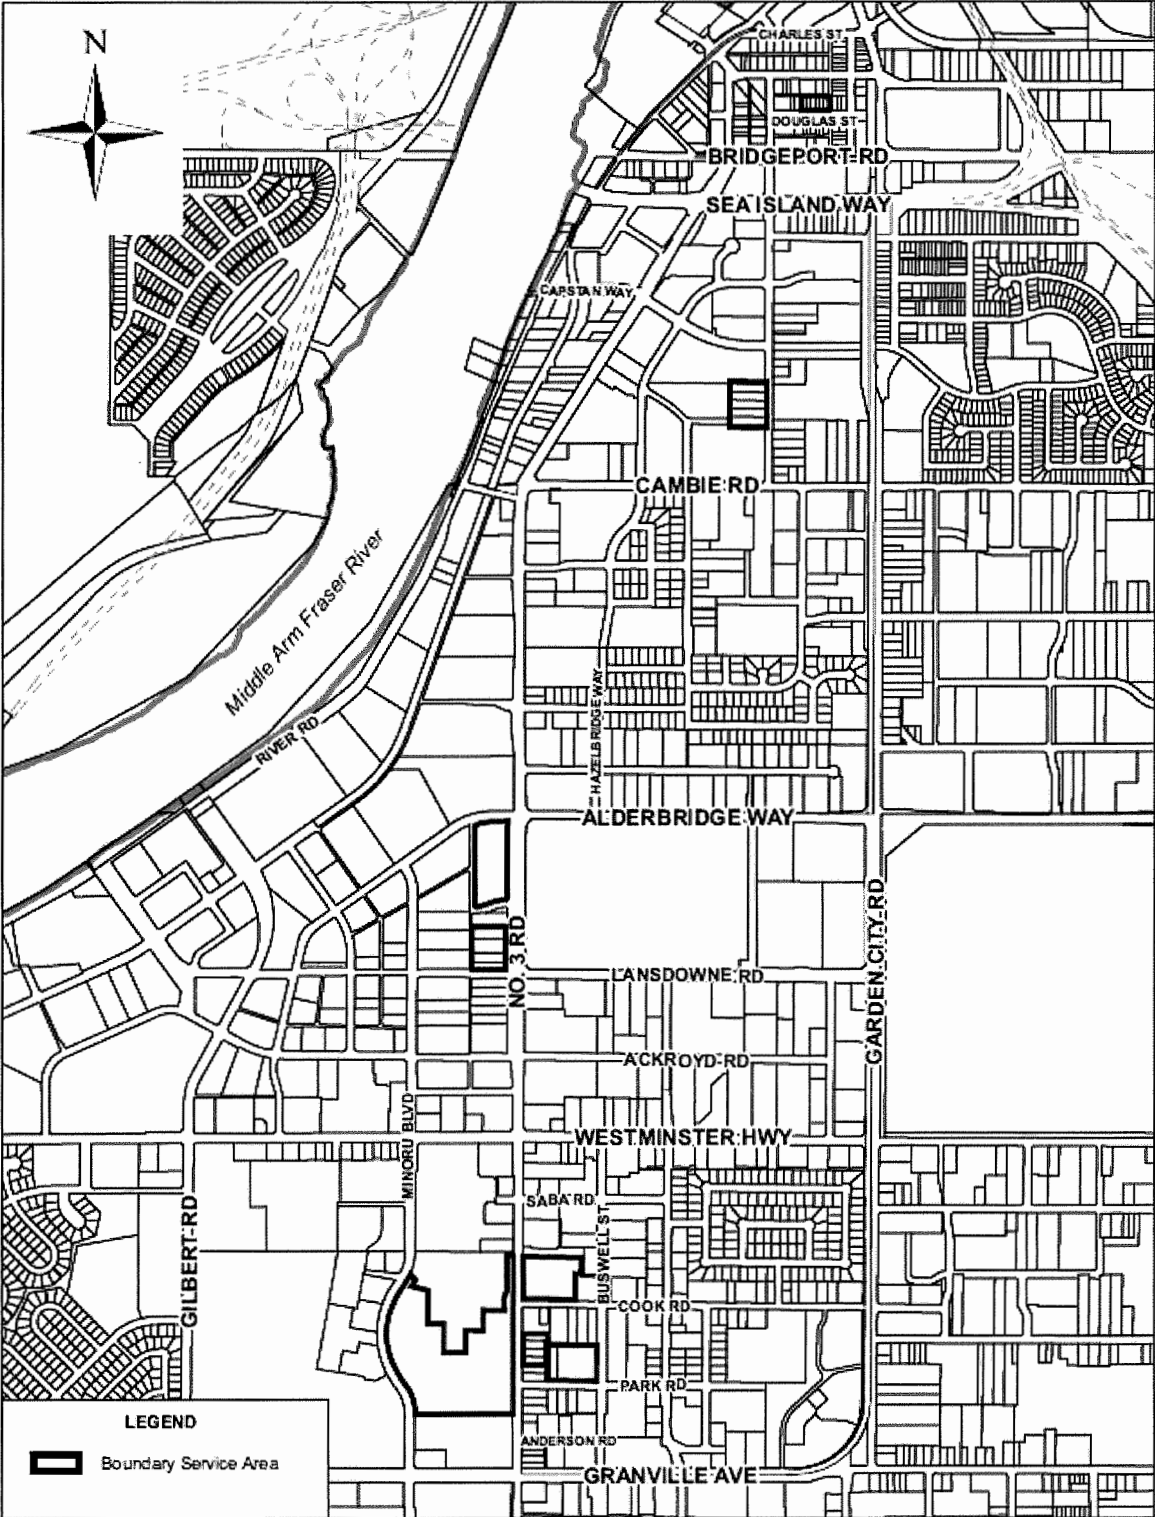 N
CHARLES ST
DOUGLAS ST
BRIDGEPORT RD
SEA ISLAND WAY
CAPSTAN WAY
CAMBIE RD
Middle Arm Fraser River
RIVER RD
HAZELBRIDGE WAY
ALDERBRIDGE WAY
NO. 3 RD
GARDEN CITY RD
LANSDOWNE RD
ACKROYD RD
MINORU BLVD
WESTMINSTER HWY
GILBERT RD
SABA RD
BUSWELL ST
COOK RD
PARK RD
ANDERSON RD
GRANVILLE AVE
LEGEND
Boundary Service Area